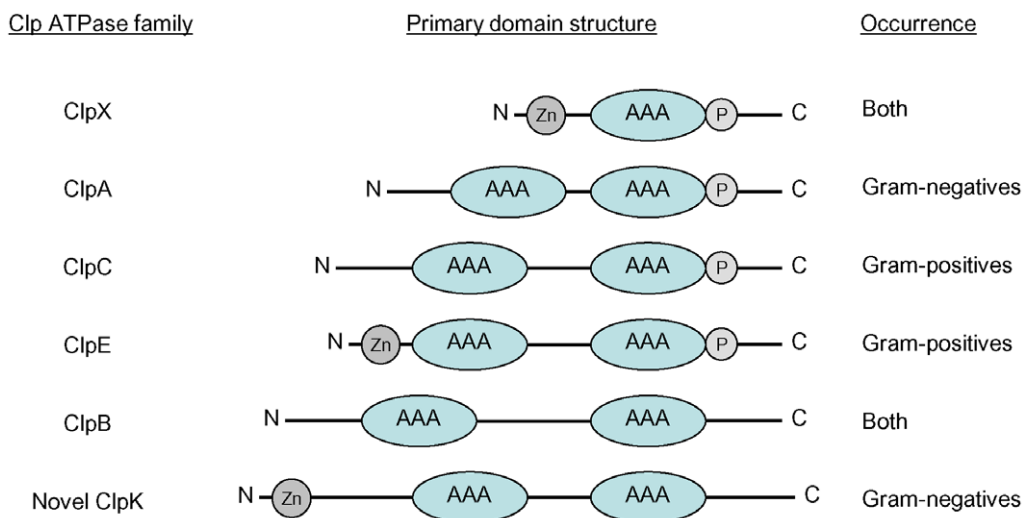 Clp ATPase family Primary domain structure Occurrence
ClpX N Zn AAA P C Both
ClpA N AAA AAA P C Gram-negatives
ClpC N AAA AAA P C Gram-positives
ClpE N Zn AAA AAA P C Gram-positives
ClpB N AAA AAA C Both
Novel ClpK N Zn AAA AAA C Gram-negatives